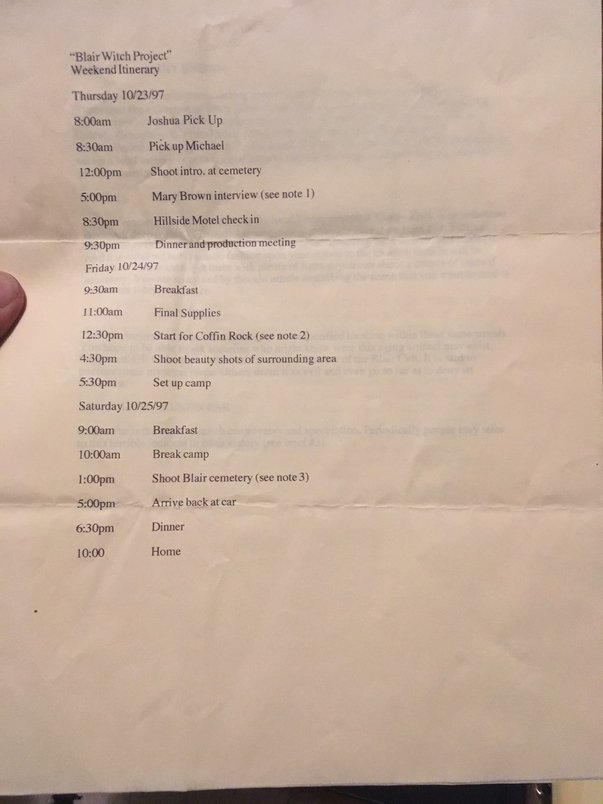 "Blair Witch Project"
Weekend Itinerary
Thursday 10/23/97
8:00am Joshua Pick Up
8:30am Pick up Michael
12:00pm Shoot intro. at cemetery
5:00pm Mary Brown interview (see note 1)
8:30pm Hillside Motel check in
9:30pm Dinner and production meeting
Friday 10/24/97
9:30am Breakfast
11:00am Final Supplies
12:30pm Start for Coffin Rock (see note 2)
4:30pm Shoot beauty shots of surrounding area
5:30pm Set up camp
Saturday 10/25/97
9:00am Breakfast
10:00am Break camp
1:00pm Shoot Blair cemetery (see note 3)
5:00pm Arrive back at car
6:30pm Dinner
10:00 Home